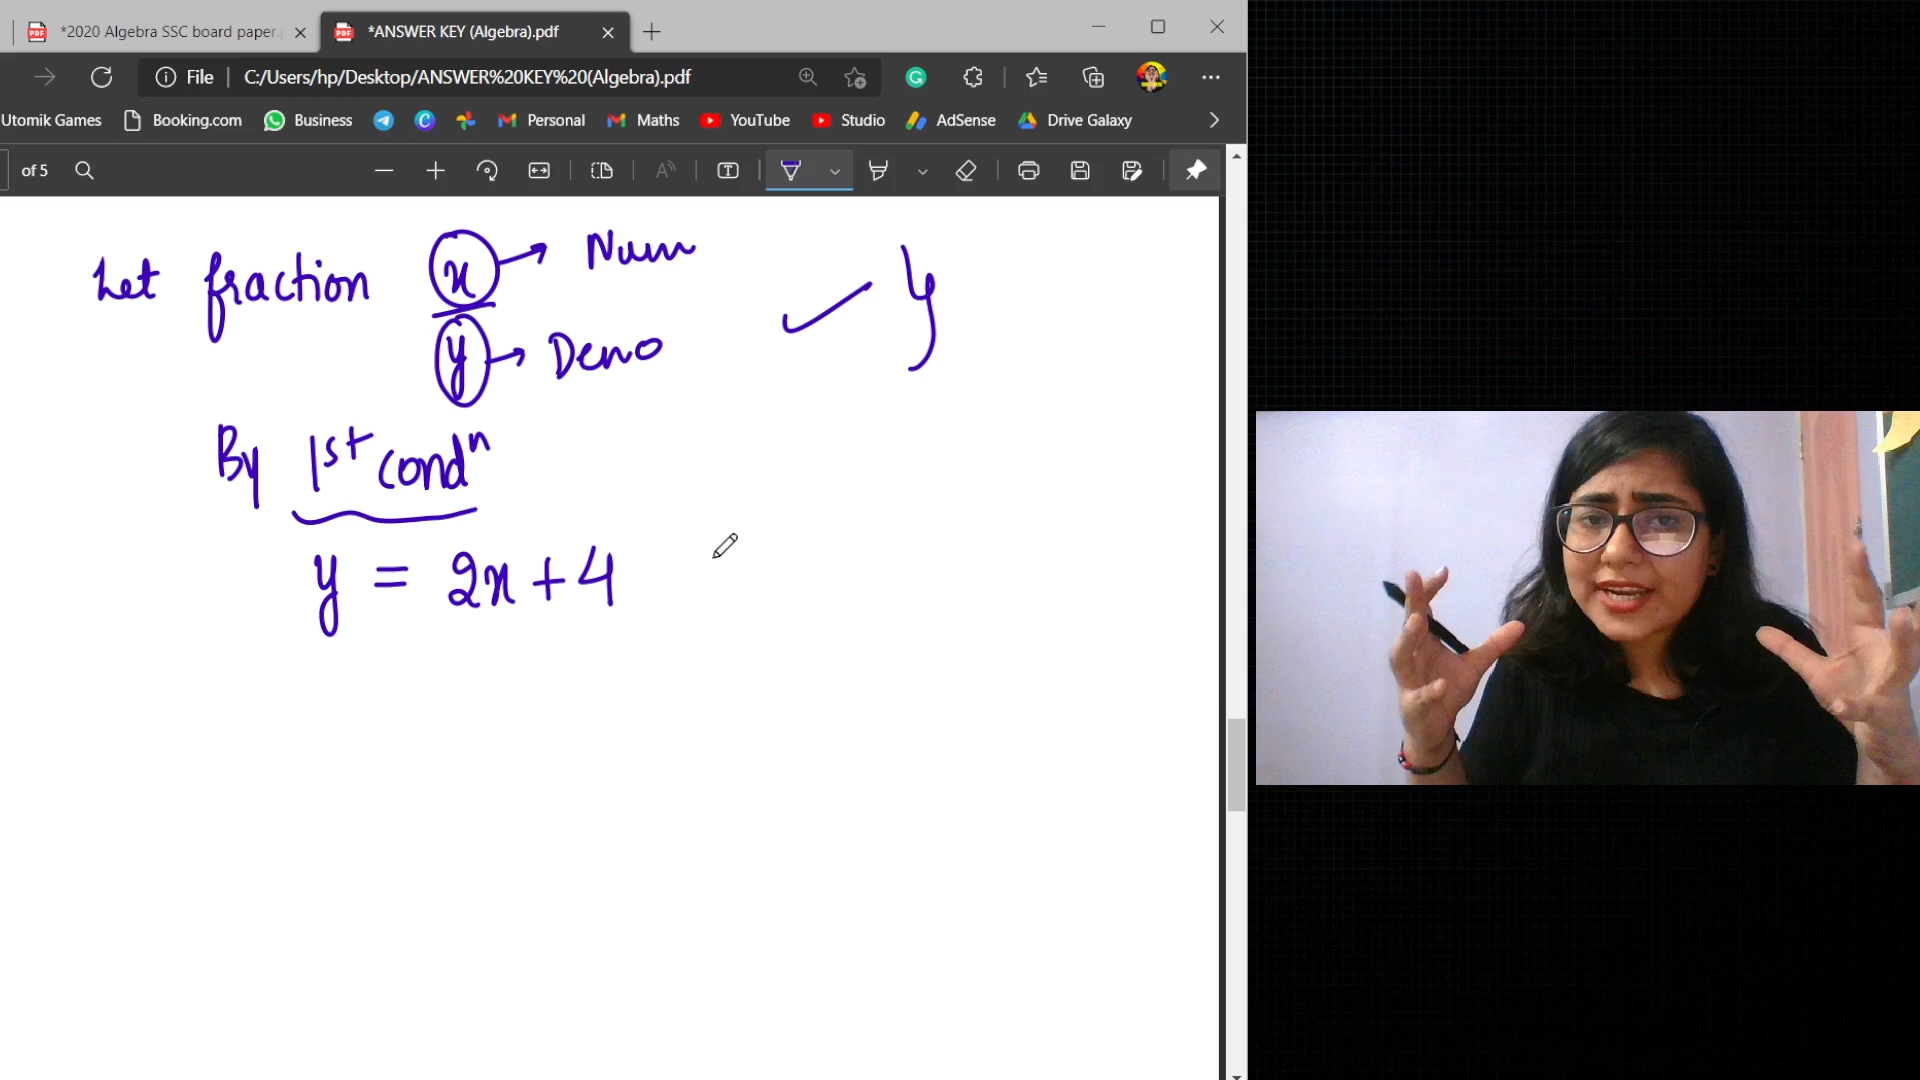 *2020 Algebra SSC board paper.
*ANSWER KEY (Algebra).pdf
File
C:/Users/hp/Desktop/ANSWER%20KEY%20(Algebra).pdf
Utomik Games Booking.com Business Personal Maths YouTube Studio AdSense Drive Galaxy
of 5
Let fraction x → Num
y → Deno
By 1st condⁿ
y = 2x + 4